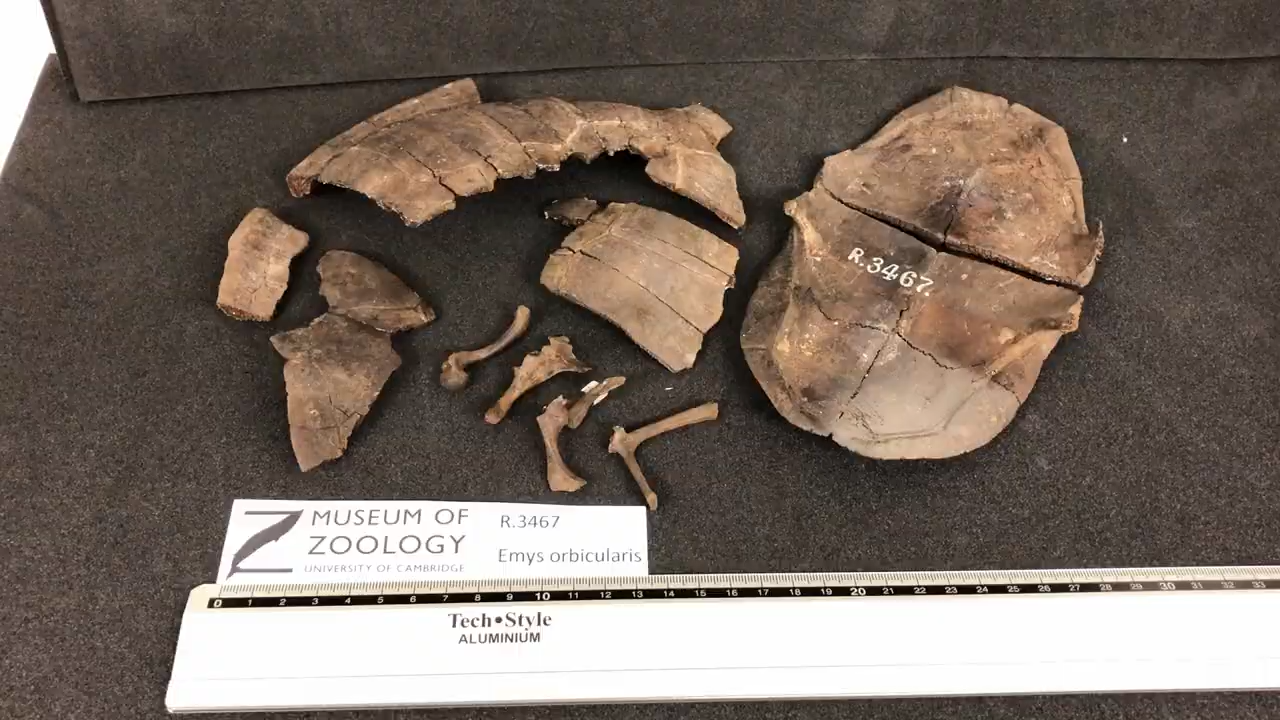 R.3467.
MUSEUM OF
ZOOLOGY
UNIVERSITY OF CAMBRIDGE
R.3467
Emys orbicularis
0 1 2 3 4 5 6 7 8 9 10 11 12 13 14 15 16 17 18 19 20 21 22 23 24 25 26 27 28 29 30 31 32 33
Tech•Style
ALUMINIUM